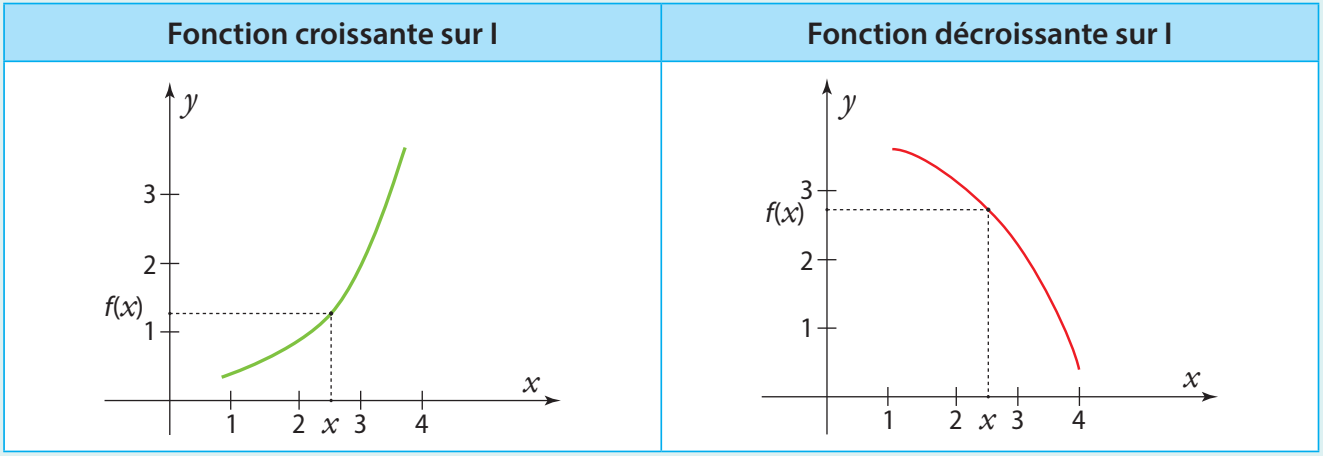 Fonction croissante sur I
Fonction décroissante sur I
y
3
2
f(x)
1
x
1 2 x 3 4
y
3
f(x)
2
1
x
1 2 x 3 4